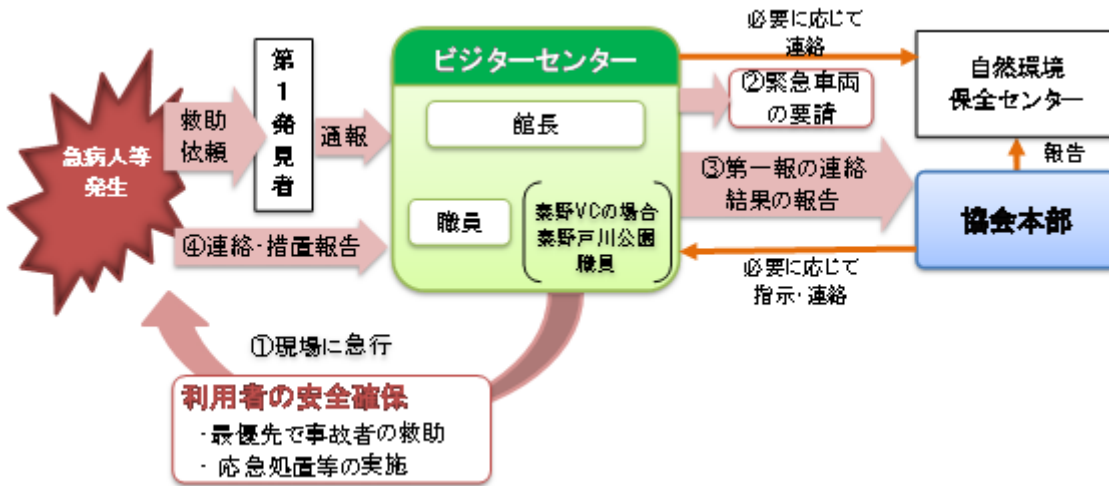 急病人等
発生
救助
依頼
第
1
発
見
者
通報
④連絡・措置報告
ビジターセンター
館長
職員
秦野VCの場合
秦野戸川公園
職員
必要に応じて
連絡
②緊急車両
の要請
③第一報の連絡
結果の報告
自然環境
保全センター
報告
協会本部
必要に応じて
指示・連絡
①現場に急行
利用者の安全確保
・最優先で事故者の救助
・応急処置等の実施